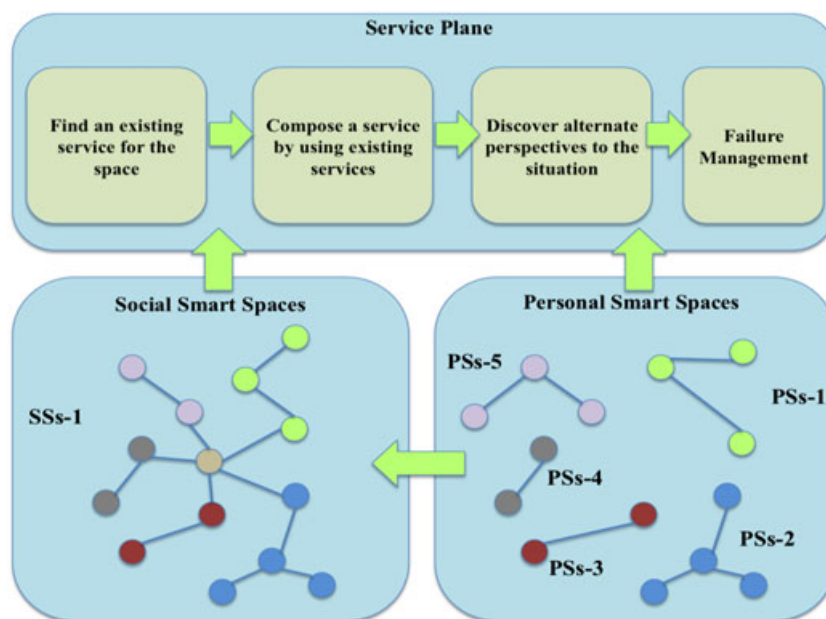 Service Plane
Find an existing
service for the
space
Compose a service
by using existing
services
Discover alternate
perspectives to the
situation
Failure
Management
Social Smart Spaces
SSs-1
Personal Smart Spaces
PSs-5
PSs-1
PSs-4
PSs-2
PSs-3